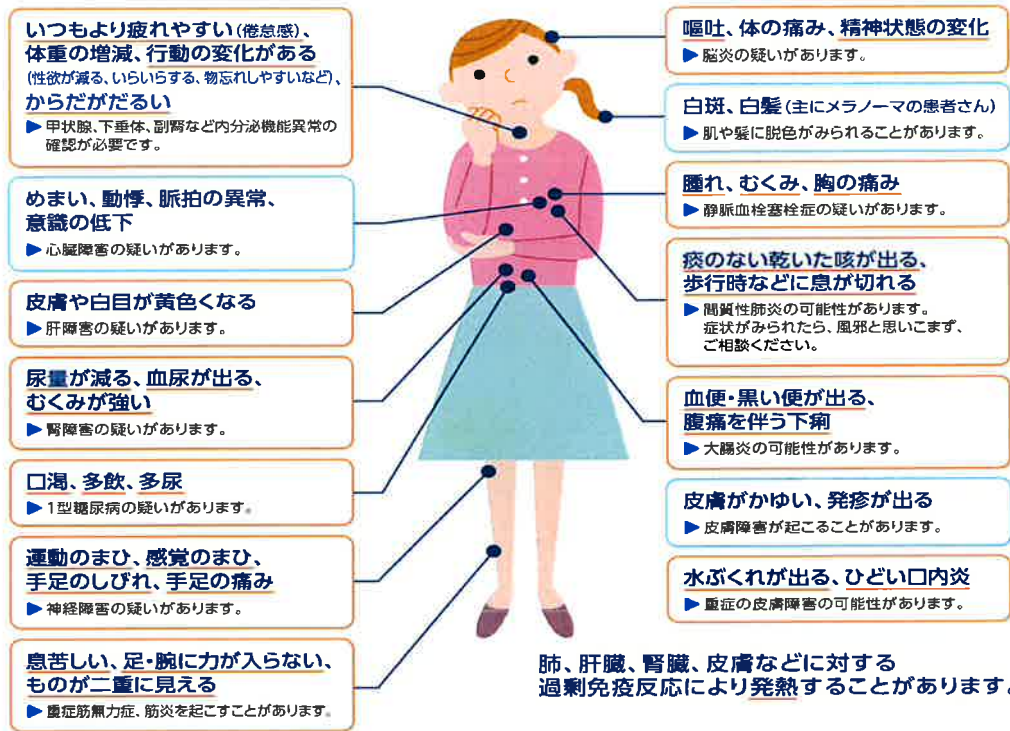 いつもより疲れやすい(倦怠感)、
体重の増減、行動の変化がある
(性欲が減る、いらいらする、物忘れしやすいなど)、
からだがだるい
▶甲状腺、下垂体、副腎など内分泌機能異常の
確認が必要です。
めまい、動悸、脈拍の異常、
意識の低下
▶心臓障害の疑いがあります。
皮膚や白目が黄色くなる
▶肝障害の疑いがあります。
尿量が減る、血尿が出る、
むくみが強い
▶腎障害の疑いがあります。
口渇、多飲、多尿
▶1型糖尿病の疑いがあります。
運動のまひ、感覚のまひ、
手足のしびれ、手足の痛み
▶神経障害の疑いがあります。
息苦しい、足・腕に力が入らない、
ものが二重に見える
▶重症筋無力症、筋炎を起こすことがあります。
嘔吐、体の痛み、精神状態の変化
▶脳炎の疑いがあります。
白斑、白髪(主にメラノーマの患者さん)
▶肌や髪に脱色がみられることがあります。
腫れ、むくみ、胸の痛み
▶静脈血栓塞栓症の疑いがあります。
痰のない乾いた咳が出る、
歩行時などに息が切れる
▶間質性肺炎の可能性があります。
症状がみられたら、風邪と思いこまず、
ご相談ください。
血便・黒い便が出る、
腹痛を伴う下痢
▶大腸炎の可能性があります。
皮膚がかゆい、発疹が出る
▶皮膚障害が起こることがあります。
水ぶくれが出る、ひどい口内炎
▶重症の皮膚障害の可能性があります。
肺、肝臓、腎臓、皮膚などに対する
過剰免疫反応により発熱することがあります。